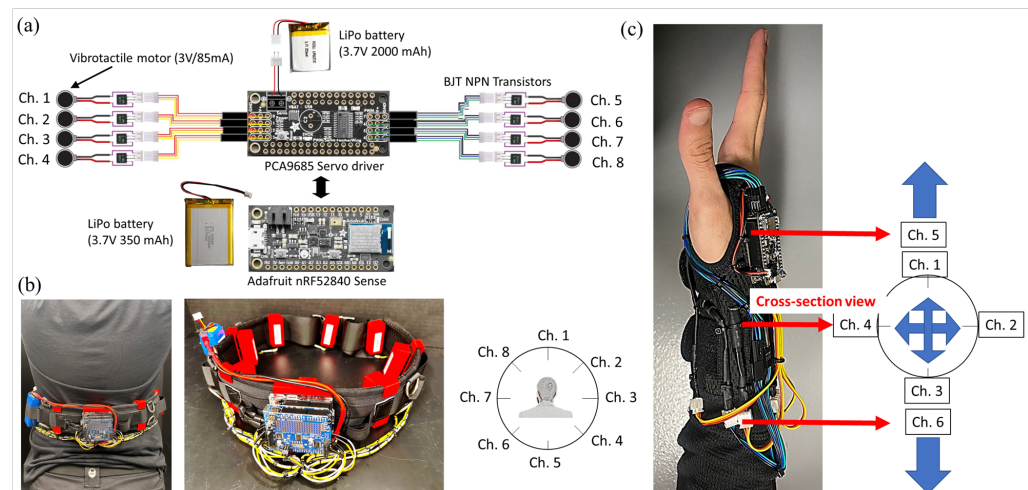 (a)
LiPo battery
(3.7V 2000 mAh)
Vibrotactile motor (3V/85mA)
BJT NPN Transistors
Ch. 1
Ch. 2
Ch. 3
Ch. 4
Ch. 5
Ch. 6
Ch. 7
Ch. 8
PCA9685 Servo driver
LiPo battery
(3.7V 350 mAh)
Adafruit nRF52840 Sense
(b)
Ch. 1
Ch. 2
Ch. 3
Ch. 4
Ch. 5
Ch. 6
Ch. 7
Ch. 8
(c)
Ch. 5
Ch. 1
Cross-section view
Ch. 4
Ch. 2
Ch. 3
Ch. 6